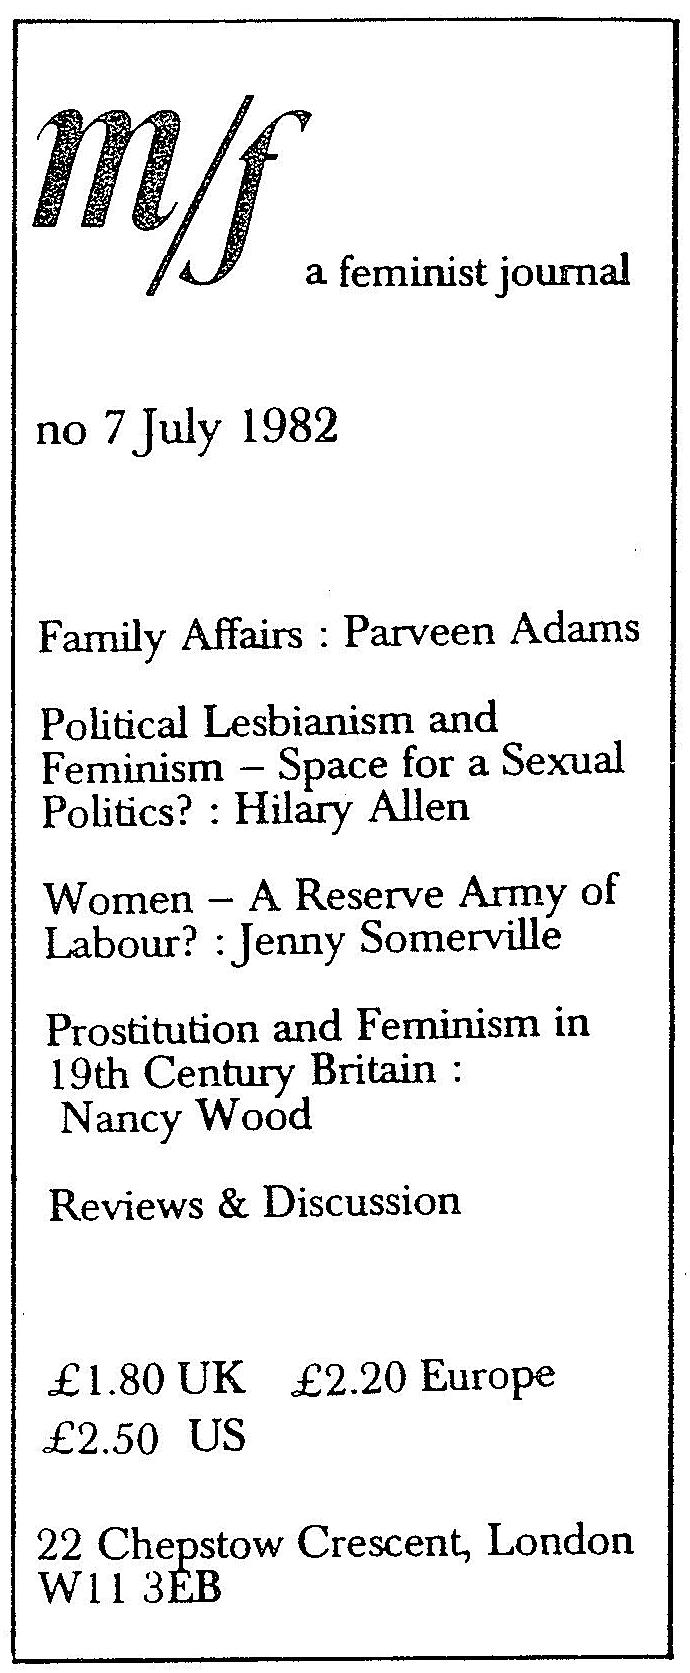 m/f
a feminist journal
no 7 July 1982
Family Affairs : Parveen Adams
Political Lesbianism and
Feminism – Space for a Sexual
Politics? : Hilary Allen
Women – A Reserve Army of
Labour? : Jenny Somerville
Prostitution and Feminism in
19th Century Britain :
Nancy Wood
Reviews & Discussion
£1.80 UK £2.20 Europe
£2.50 US
22 Chepstow Crescent, London
W11 3EB